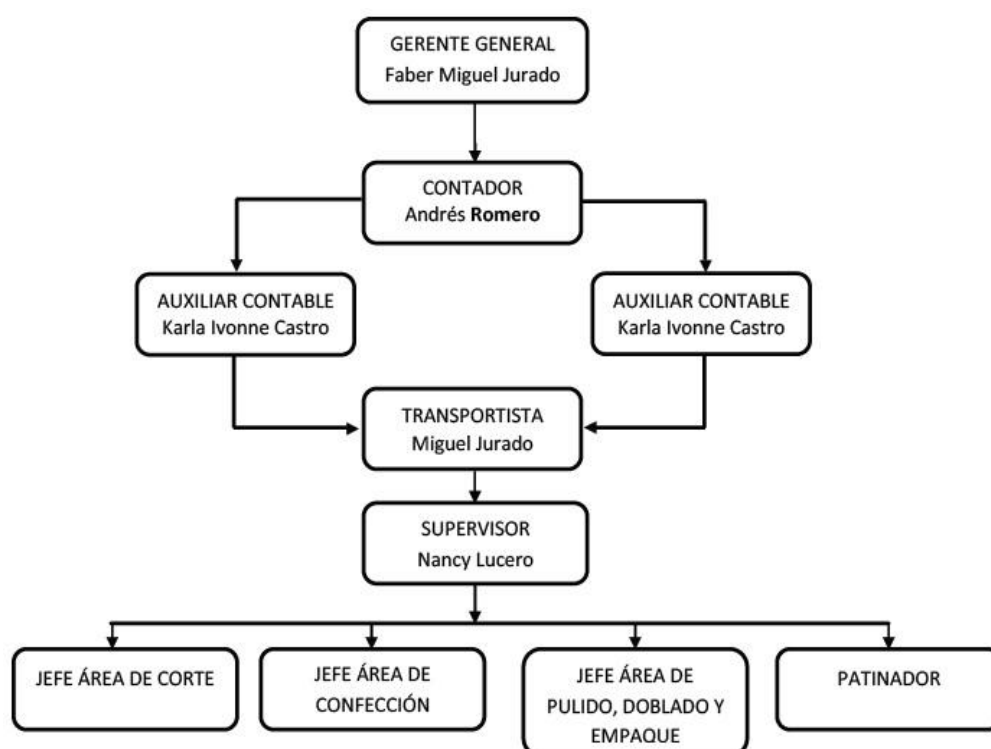 GERENTE GENERAL
Faber Miguel Jurado
CONTADOR
Andrés Romero
AUXILIAR CONTABLE
Karla Ivonne Castro
AUXILIAR CONTABLE
Karla Ivonne Castro
TRANSPORTISTA
Miguel Jurado
SUPERVISOR
Nancy Lucero
JEFE ÁREA DE CORTE
JEFE ÁREA DE
CONFECCIÓN
JEFE ÁREA DE
PULIDO, DOBLADO Y
EMPAQUE
PATINADOR